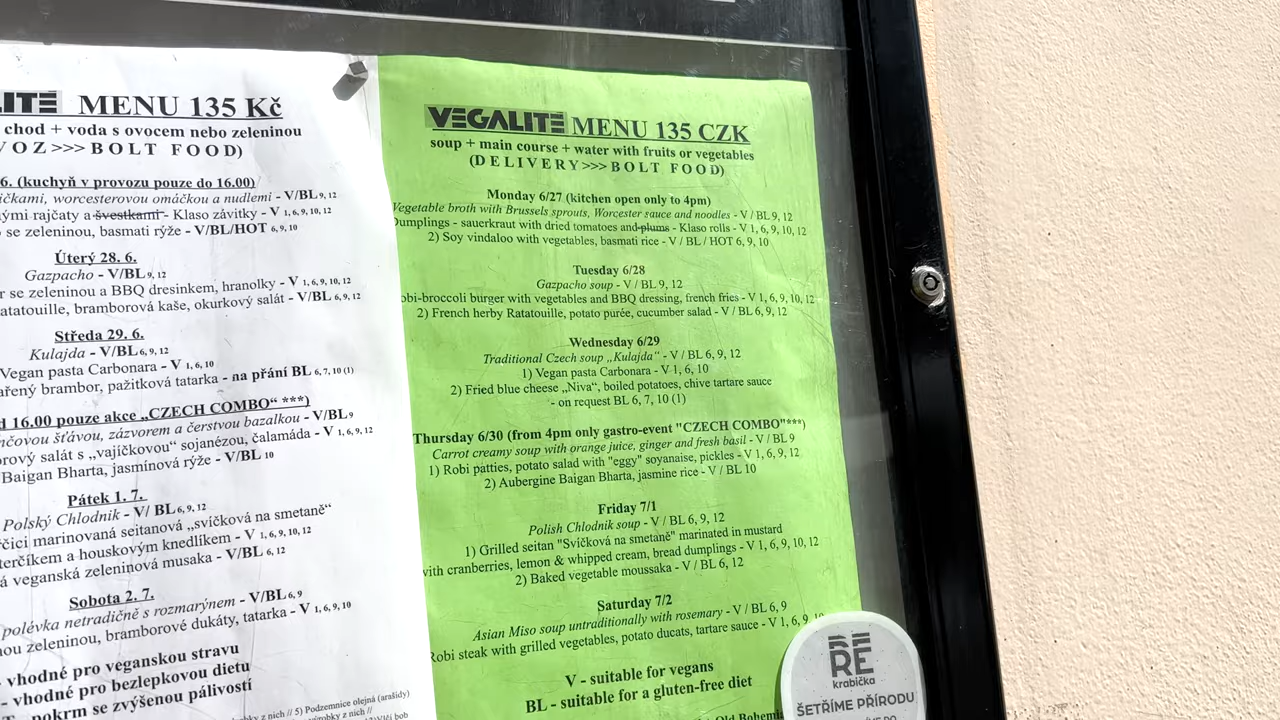 LITE MENU 135 Kč
chod + voda s ovocem nebo zeleninou
V O Z >>> B O L T F O O D)
6. (kuchyň v provozu pouze do 16.00)
ičkami, worcesterovou omáčkou a nudlemi - V/BL 9, 12
ými rajčaty a švestkami - Klaso závitky - V 1, 6, 9, 10, 12
se zeleninou, basmati rýže - V/BL/HOT 6, 9, 10
Úterý 28. 6.
Gazpacho - V/BL 9, 12
r se zeleninou a BBQ dresinkem, hranolky - V 1, 6, 9, 10, 12
atatouille, bramborová kaše, okurkový salát - V/BL 6, 9, 12
Středa 29. 6.
Kulajda - V/BL 6, 9, 12
Vegan pasta Carbonara - V 1, 6, 10
ařený brambor, pažitková tatarka - na přání BL 6, 7, 10 (1)
d 16.00 pouze akce „CZECH COMBO" ***)
nčovou šťávou, zázvorem a čerstvou bazalkou - V/BL 9
orový salát s „vajíčkovou" sojanézou, čalamáda - V 1, 6, 9, 12
Baigan Bharta, jasmínová rýže - V/BL 10
Pátek 1. 7.
Polský Chlodnik - V/ BL 6, 9, 12
čici marinovaná seitanová „svíčková na smetaně"
terčíkem a houskovým knedlíkem - V 1, 6, 9, 10, 12
á veganská zeleninová musaka - V/BL 6, 12
Sobota 2. 7.
polévka netradičně s rozmarýnem - V/BL 6, 9
ou zeleninou, bramborové dukáty, tatarka - V 1, 6, 9, 10
- vhodné pro veganskou stravu
- vhodné pro bezlepkovou dietu
pokrm se zvýšenou pálivostí
z nich // 5) Podzemnice olejná (arašídy)
VEGALITE MENU 135 CZK
soup + main course + water with fruits or vegetables
(D E L I V E R Y >>> B O L T F O O D)
Monday 6/27 (kitchen open only to 4pm)
Vegetable broth with Brussels sprouts, Worcester sauce and noodles - V / BL 9, 12
Dumplings - sauerkraut with dried tomatoes and plums - Klaso rolls - V 1, 6, 9, 10, 12
2) Soy vindaloo with vegetables, basmati rice - V / BL / HOT 6, 9, 10
Tuesday 6/28
Gazpacho soup - V / BL 9, 12
obi-broccoli burger with vegetables and BBQ dressing, french fries - V 1, 6, 9, 10, 12
2) French herby Ratatouille, potato purée, cucumber salad - V / BL 6, 9, 12
Wednesday 6/29
Traditional Czech soup „Kulajda" - V / BL 6, 9, 12
1) Vegan pasta Carbonara - V 1, 6, 10
2) Fried blue cheese „Niva", boiled potatoes, chive tartare sauce
- on request BL 6, 7, 10 (1)
Thursday 6/30 (from 4pm only gastro-event "CZECH COMBO"***)
Carrot creamy soup with orange juice, ginger and fresh basil - V / BL 9
1) Robi patties, potato salad with "eggy" soyanaise, pickles - V 1, 6, 9, 12
2) Aubergine Baigan Bharta, jasmine rice - V / BL 10
Friday 7/1
Polish Chlodnik soup - V / BL 6, 9, 12
1) Grilled seitan "Svíčková na smetaně" marinated in mustard
with cranberries, lemon & whipped cream, bread dumplings - V 1, 6, 9, 10, 12
2) Baked vegetable moussaka - V / BL 6, 12
Saturday 7/2
Asian Miso soup untraditionally with rosemary - V / BL 6, 9
Robi steak with grilled vegetables, potato ducats, tartare sauce - V 1, 6, 9, 10
V - suitable for vegans
BL - suitable for a gluten-free diet
Old Bohemia
RE
krabička
ŠETŘÍME PŘÍRODU